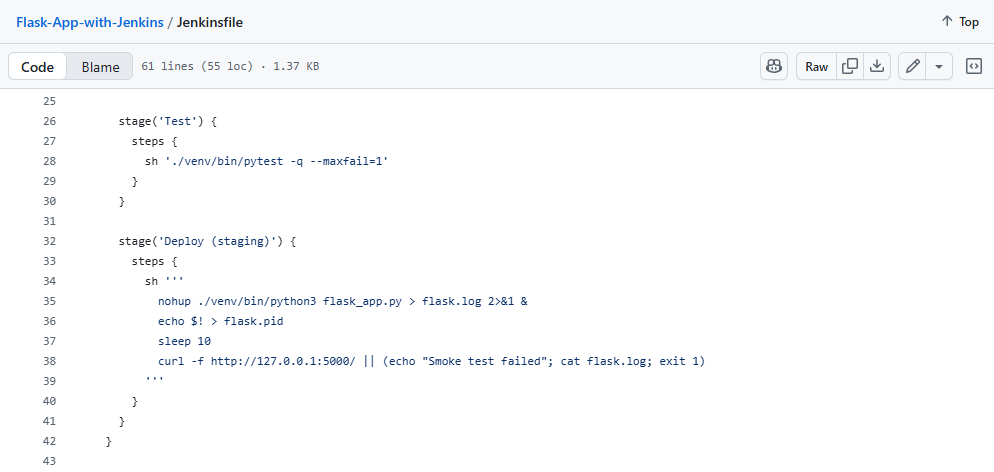 Flask-App-with-Jenkins / Jenkinsfile
Top
Code Blame 61 lines (55 loc) · 1.37 KB
Raw
25
26 stage('Test') {
27 steps {
28 sh './venv/bin/pytest -q --maxfail=1'
29 }
30 }
31
32 stage('Deploy (staging)') {
33 steps {
34 sh '''
35 nohup ./venv/bin/python3 flask_app.py > flask.log 2>&1 &
36 echo $! > flask.pid
37 sleep 10
38 curl -f http://127.0.0.1:5000/ || (echo "Smoke test failed"; cat flask.log; exit 1)
39 '''
40 }
41 }
42 }
43